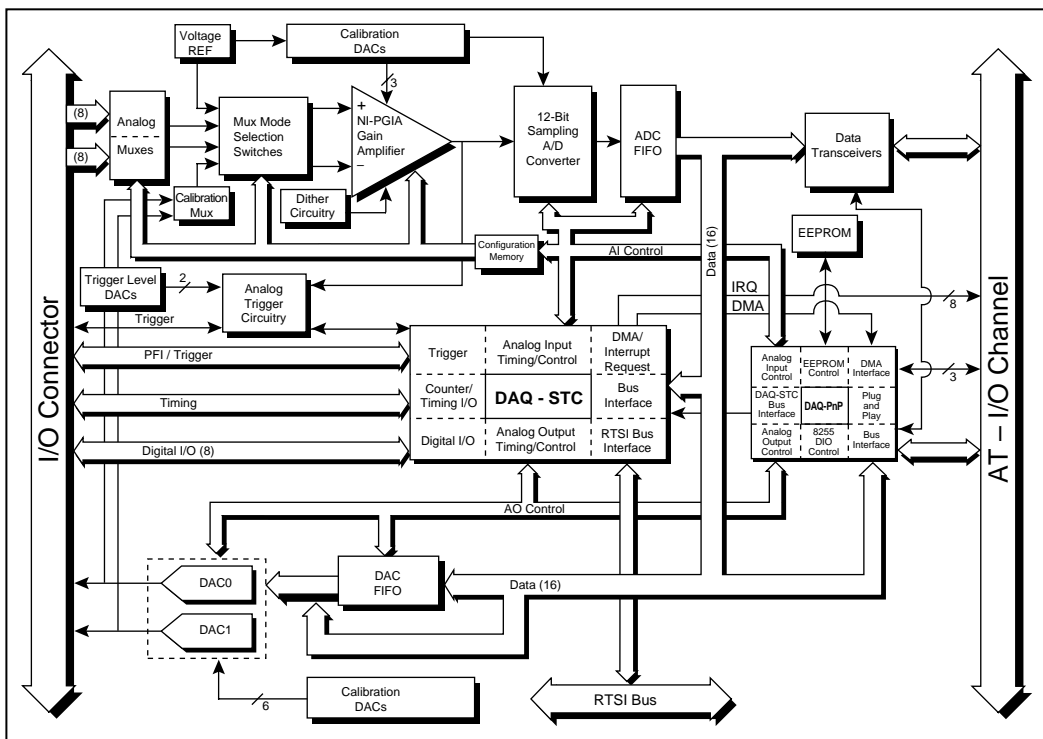 Voltage
REF
Calibration
DACs
3
(8)
(8)
Analog
Muxes
Mux Mode
Selection
Switches
+
NI-PGIA
Gain
Amplifier
–
12-Bit
Sampling
A/D
Converter
ADC
FIFO
Data
Transceivers
Calibration
Mux
Dither
Circuitry
Configuration
Memory
AI Control
Data (16)
EEPROM
Trigger Level
DACs
2
Analog
Trigger
Circuitry
Trigger
IRQ
DMA
8
PFI / Trigger
Timing
Digital I/O (8)
Trigger
Analog Input
Timing/Control
DMA/
Interrupt
Request
Counter/
Timing I/O
DAQ - STC
Bus
Interface
Digital I/O
Analog Output
Timing/Control
RTSI Bus
Interface
Analog
Input
Control
EEPROM
Control
DMA
Interface
DAQ-STC
Bus
Interface
DAQ-PnP
Plug
and
Play
Analog
Output
Control
8255
DIO
Control
Bus
Interface
3
I/O Connector
AT – I/O Channel
AO Control
DAC0
DAC1
DAC
FIFO
Data (16)
6
Calibration
DACs
RTSI Bus